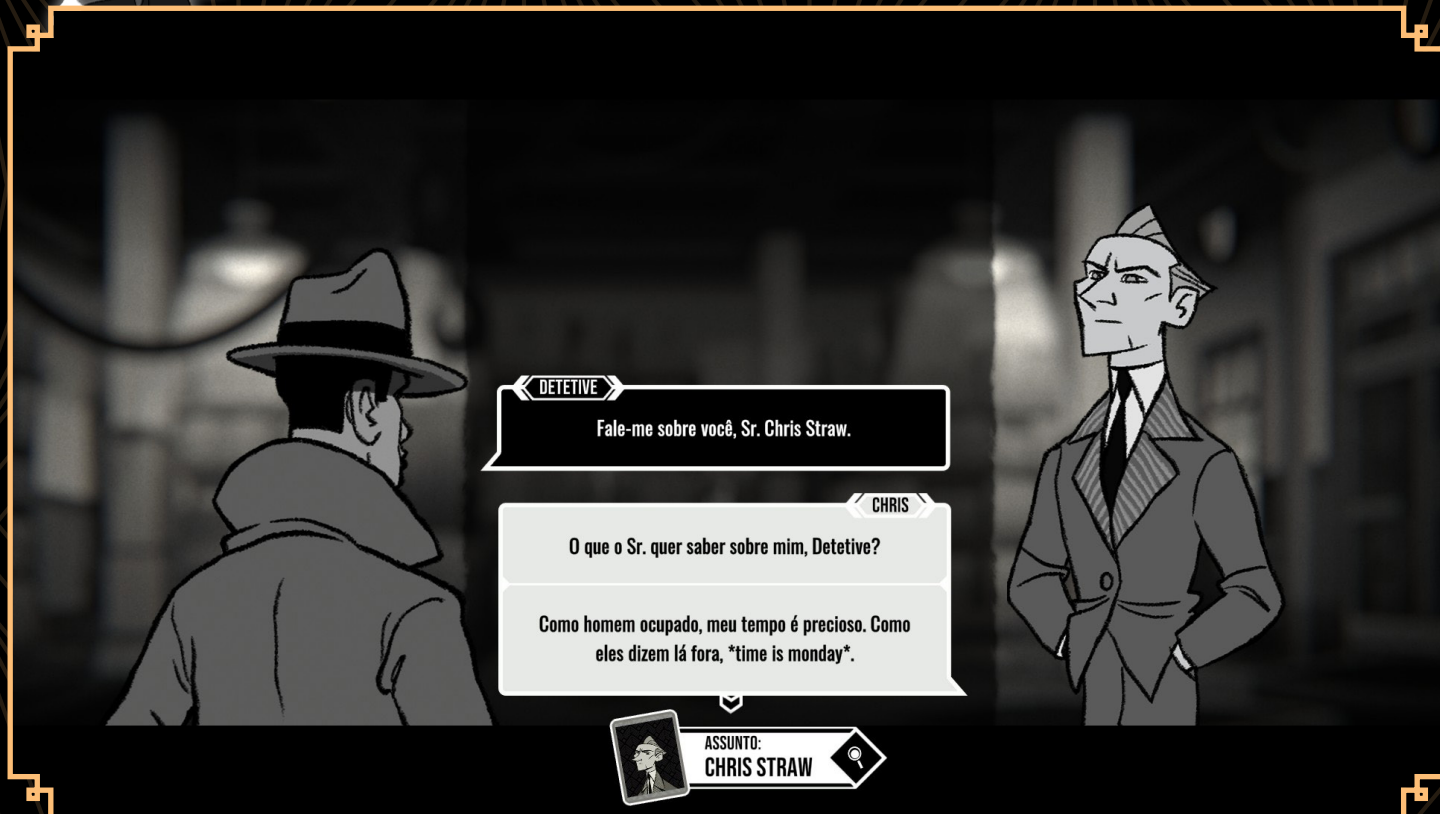 DETETIVE
Fale-me sobre você, Sr. Chris Straw.
CHRIS
O que o Sr. quer saber sobre mim, Detetive?
Como homem ocupado, meu tempo é precioso. Como
eles dizem lá fora, *time is monday*.
ASSUNTO:
CHRIS STRAW